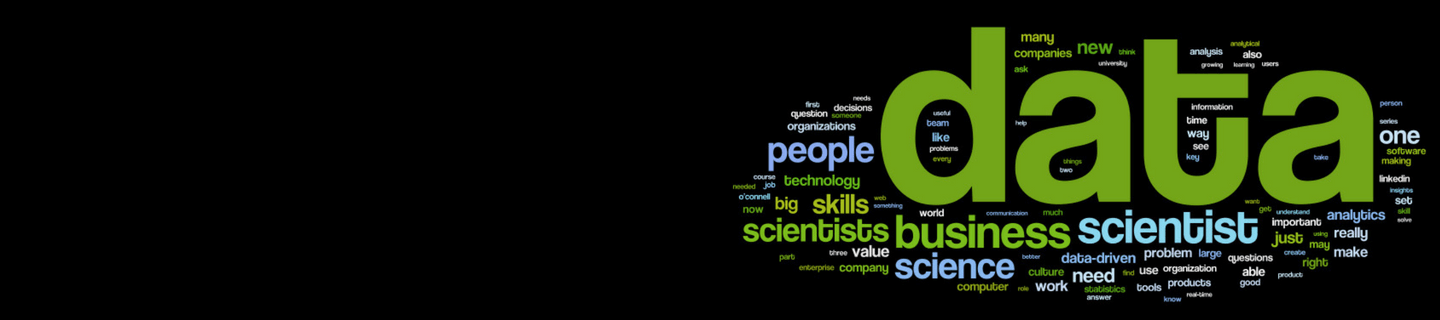 many
companies new think
university
ask
analysis
analytical
also
growing learning users
data
needs
first decisions
question someone
organizations
people
useful
team
like
problems
every
help
things
two
information
time
way
see
key
take
person
series
one
software
making
linkedin
insights
set
skill
solve
course
needed job technology
o'connell
now big skills web
something
world communication much
want
get understand
analytics
important
scientists business scientist
just using really
may
part three value
science better data-driven problem large questions create make
right
enterprise company culture need find use organization able
product
good
computer role work statistics tools products
answer
know real-time